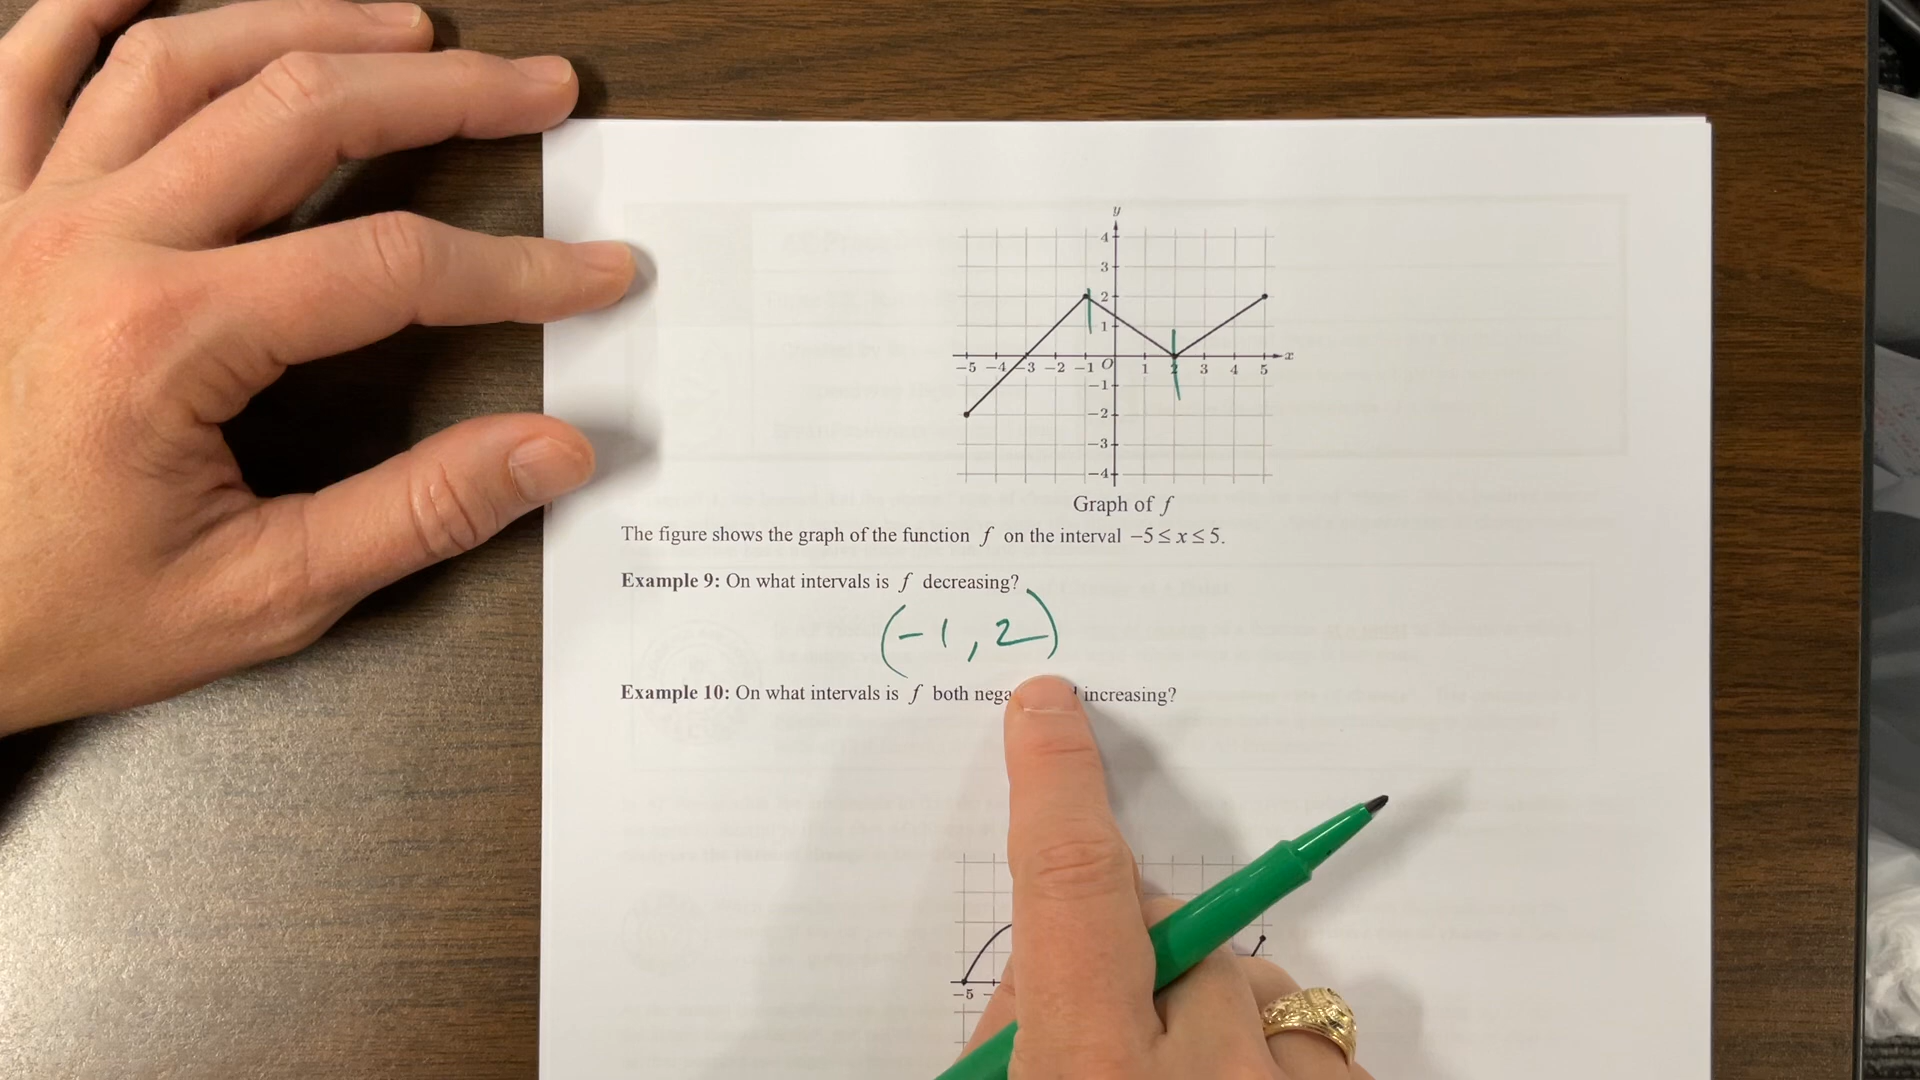 y
4
3
2
1
-5 -4 -3 -2 -1 O 1 2 3 4 5 x
-1
-2
-3
-4
Graph of f
The figure shows the graph of the function f on the interval −5 ≤ x ≤ 5.
Example 9: On what intervals is f decreasing?
(-1, 2)
Example 10: On what intervals is f both increasing?
-5